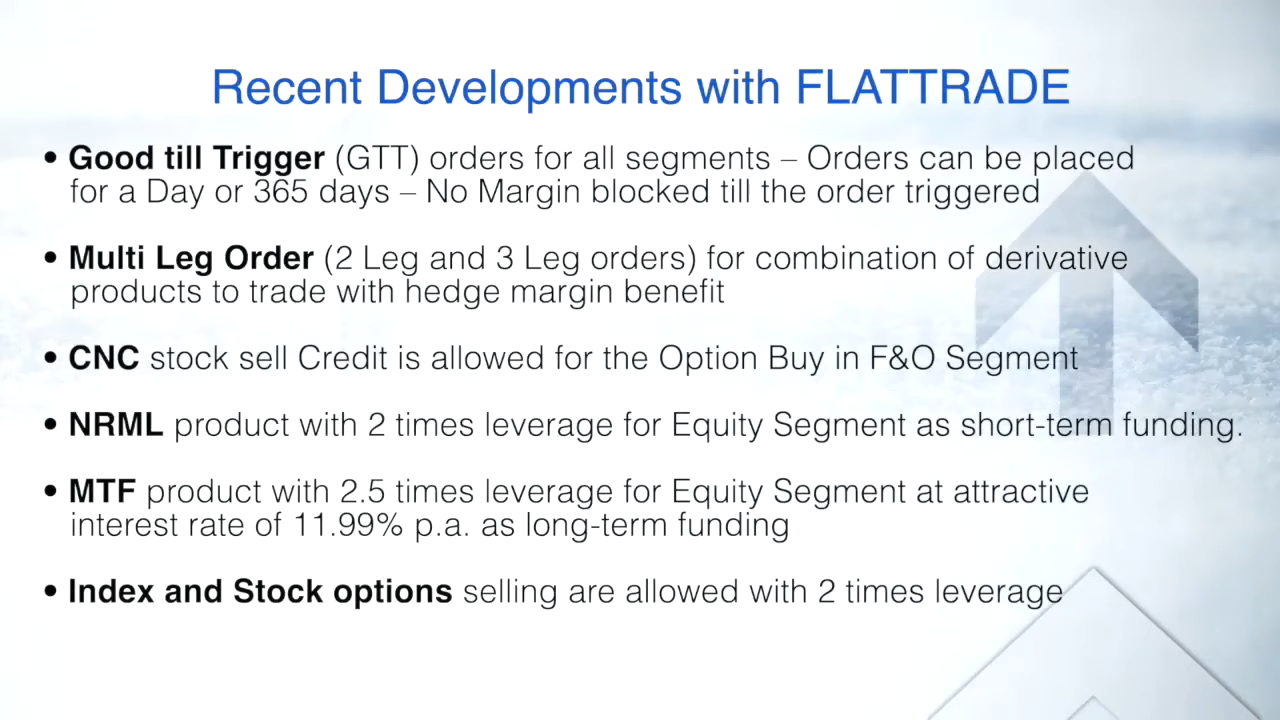 Recent Developments with FLATTRADE
• Good till Trigger (GTT) orders for all segments – Orders can be placed
for a Day or 365 days – No Margin blocked till the order triggered
• Multi Leg Order (2 Leg and 3 Leg orders) for combination of derivative
products to trade with hedge margin benefit
• CNC stock sell Credit is allowed for the Option Buy in F&O Segment
• NRML product with 2 times leverage for Equity Segment as short-term funding.
• MTF product with 2.5 times leverage for Equity Segment at attractive
interest rate of 11.99% p.a. as long-term funding
• Index and Stock options selling are allowed with 2 times leverage